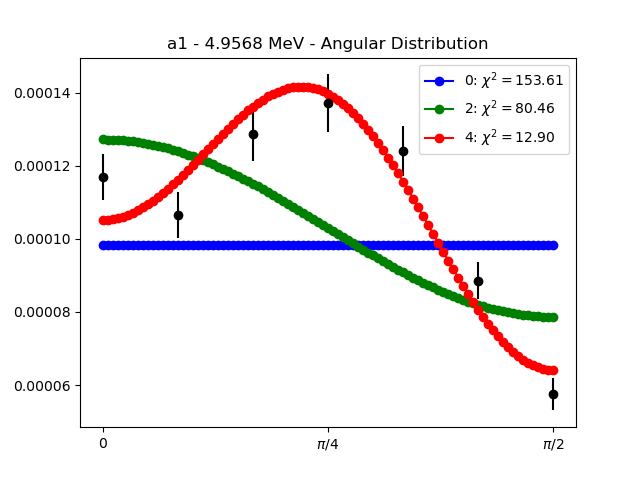 a1 - 4.9568 MeV - Angular Distribution
0: χ² = 153.61
2: χ² = 80.46
4: χ² = 12.90
0.00014
0.00012
0.00010
0.00008
0.00006
0
π/4
π/2